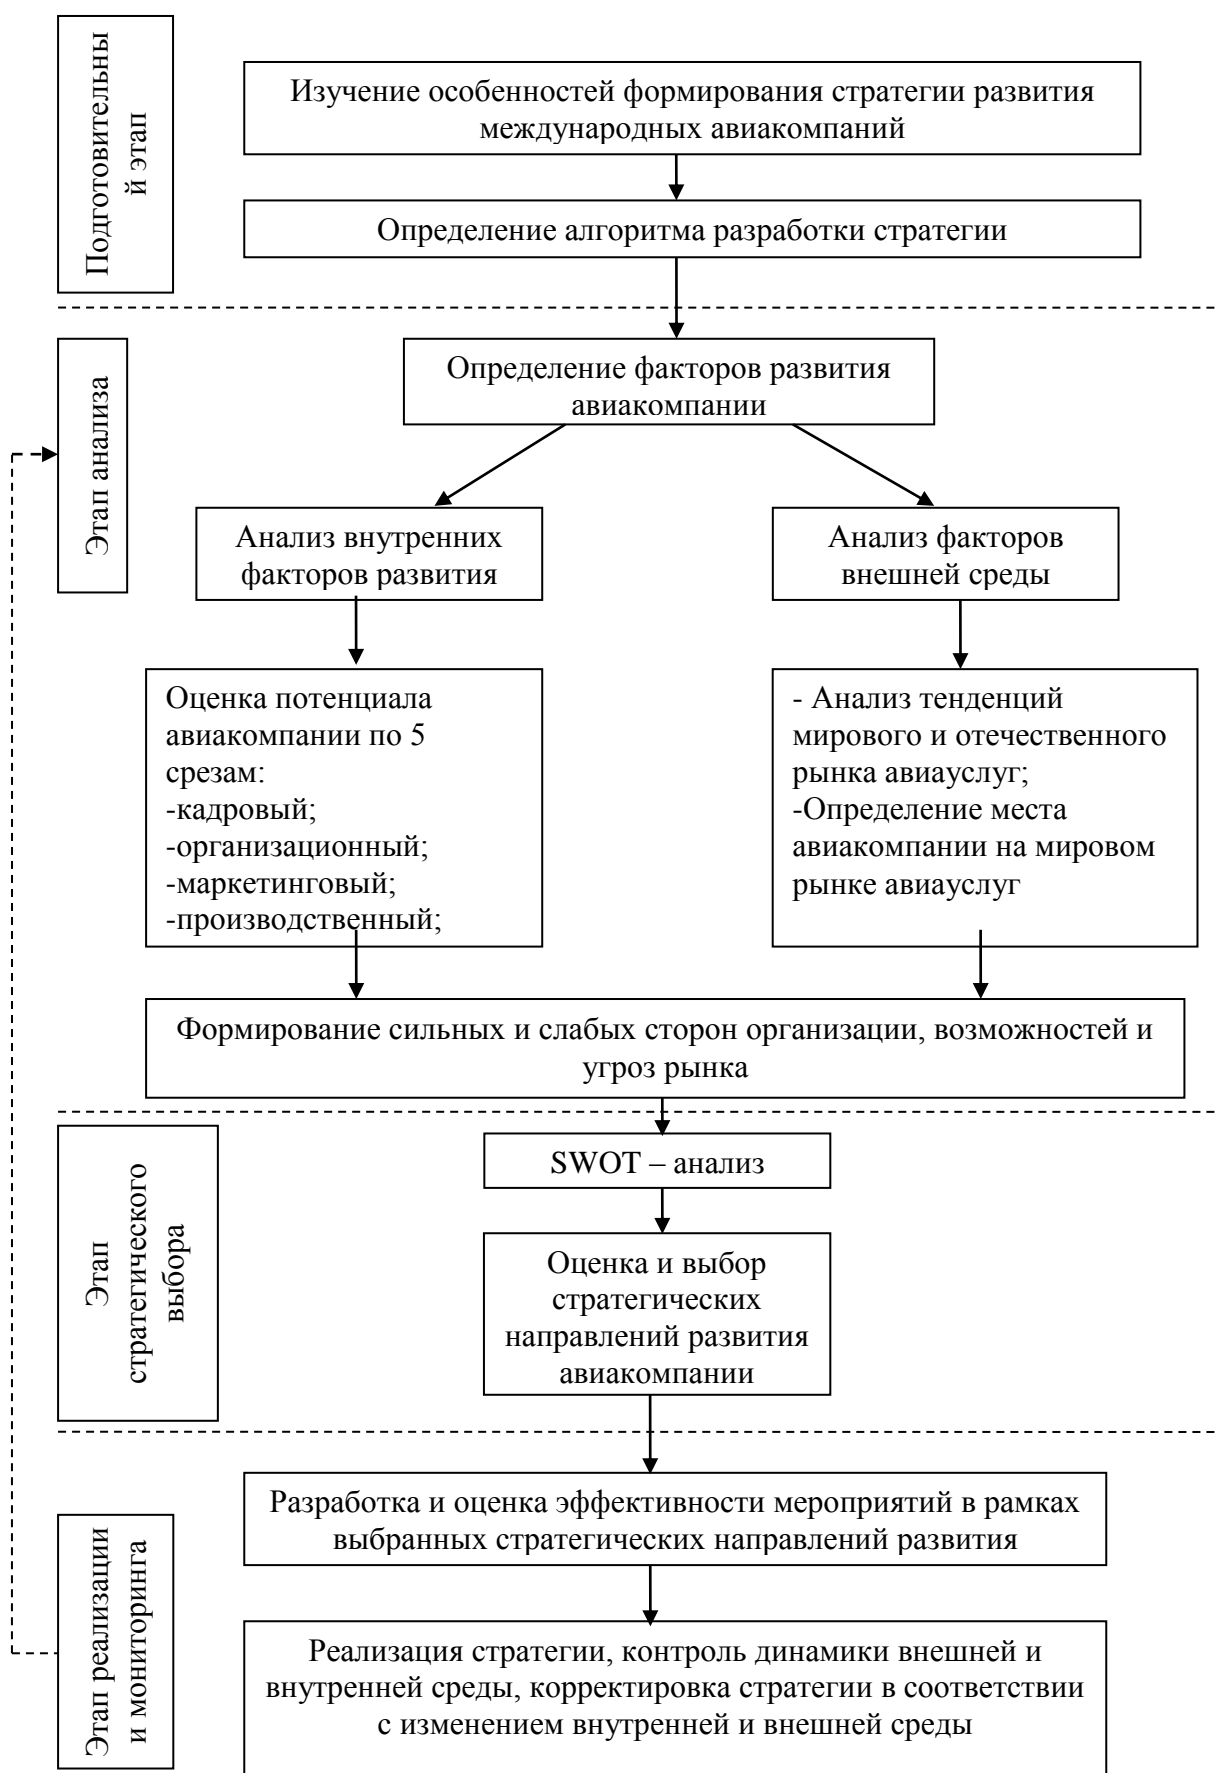 Подготовительны
й этап
Изучение особенностей формирования стратегии развития
международных авиакомпаний
Определение алгоритма разработки стратегии
Этап анализа
Определение факторов развития
авиакомпании
Анализ внутренних
факторов развития
Анализ факторов
внешней среды
Оценка потенциала
авиакомпании по 5
срезам:
-кадровый;
-организационный;
-маркетинговый;
-производственный;
- Анализ тенденций
мирового и отечественного
рынка авиауслуг;
-Определение места
авиакомпании на мировом
рынке авиауслуг
Формирование сильных и слабых сторон организации, возможностей и
угроз рынка
Этап
стратегического
выбора
SWOT – анализ
Оценка и выбор
стратегических
направлений развития
авиакомпании
Этап реализации
и мониторинга
Разработка и оценка эффективности мероприятий в рамках
выбранных стратегических направлений развития
Реализация стратегии, контроль динамики внешней и
внутренней среды, корректировка стратегии в соответствии
с изменением внутренней и внешней среды